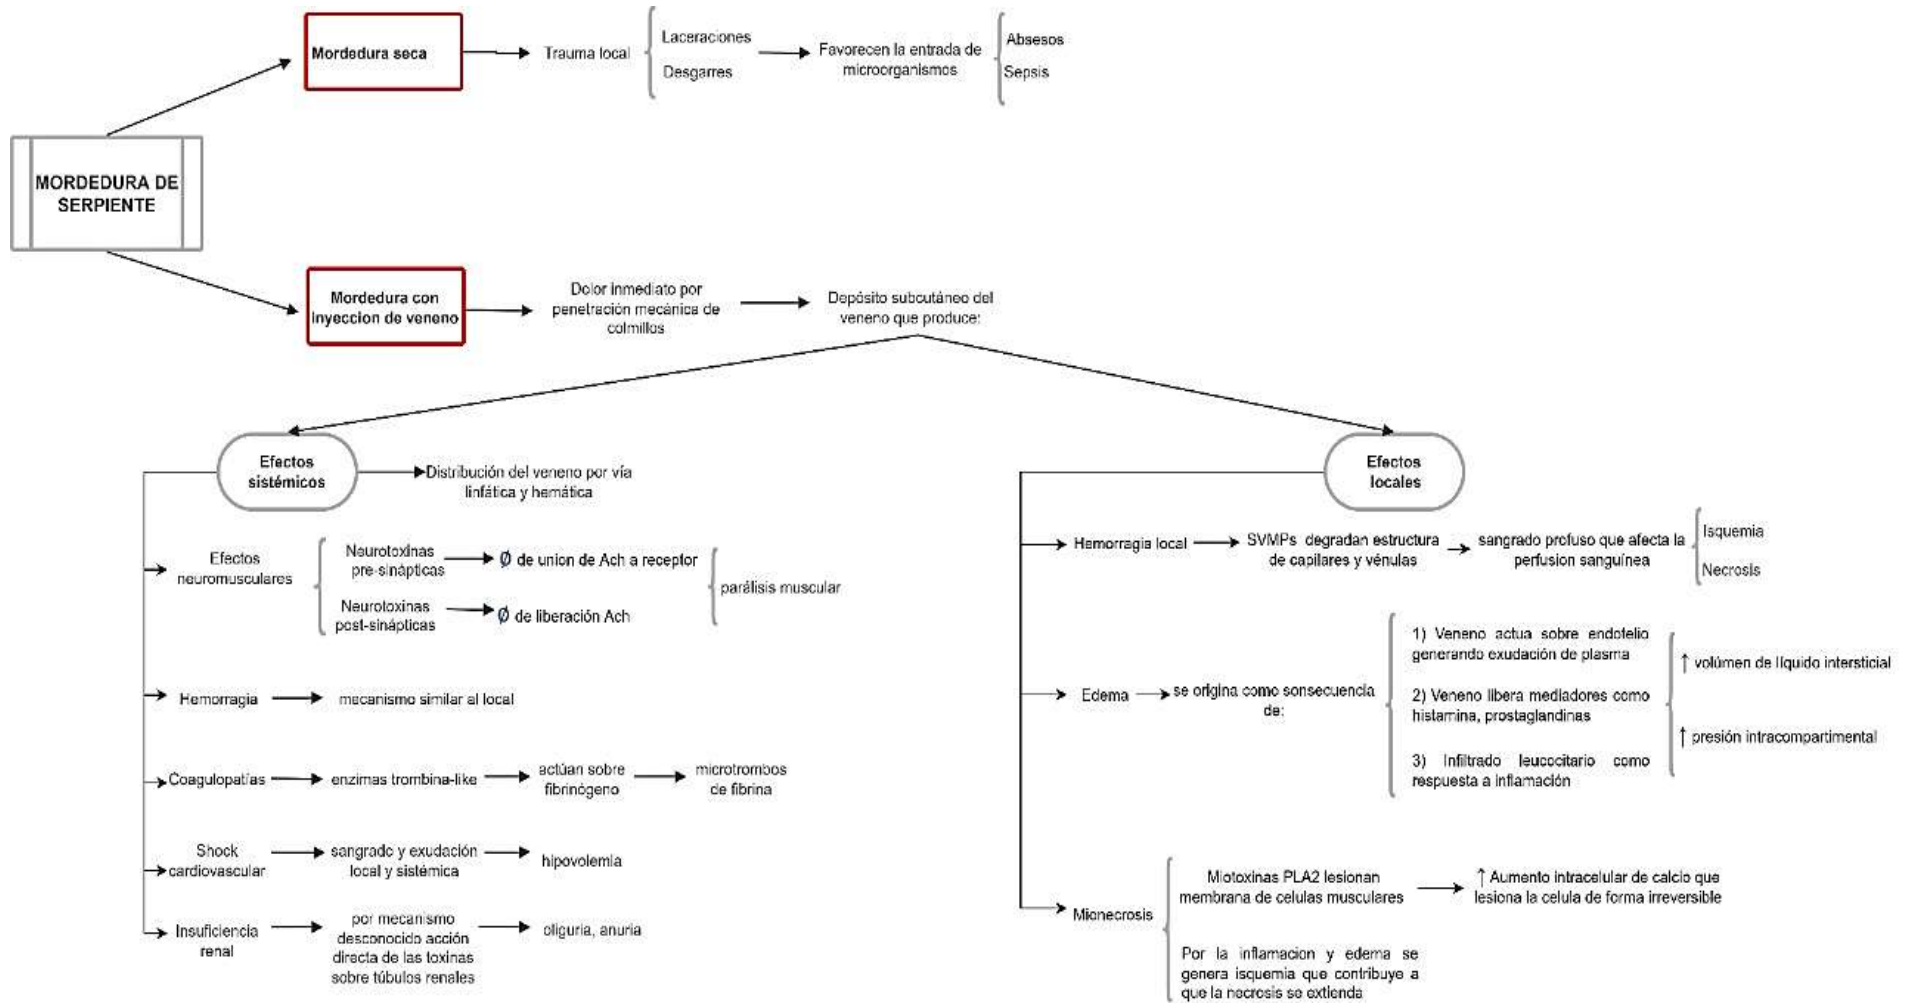 Mordedura seca
Trauma local
Laceraciones
Desgarres
Favorecen la entrada de
microorganismos
Absesos
Sepsis
MORDEDURA DE
SERPIENTE
Mordedura con
Inyeccion de veneno
Dolor inmediato por
penetración mecánica de
colmillos
Depósito subcutáneo del
veneno que produce:
Efectos
sistémicos
Distribución del veneno por vía
linfática y hemática
Efectos
neuromusculares
Neurotoxinas
pre-sinápticas
Ø de union de Ach a receptor
Neurotoxinas
post-sinápticas
Ø de liberación Ach
parálisis muscular
Hemorragia
mecanismo similar al local
Coagulopatías
enzimas trombina-like
actúan sobre
fibrinógeno
microtrombos
de fibrina
Shock
cardiovascular
sangrado y exudación
local y sistémica
hipovolemia
Insuficiencia
renal
por mecanismo
desconocido acción
directa de las toxinas
sobre túbulos renales
oliguria, anuria
Efectos
locales
Hemorragia local
SVMPs degradan estructura
de capilares y vénulas
sangrado profuso que afecta la
perfusion sanguínea
Isquemia
Necrosis
Edema
se origina como sonsecuencia
de:
1) Veneno actua sobre endotelio
generando exudación de plasma
2) Veneno libera mediadores como
histamina, prostaglandinas
3) Infiltrado leucocitario como
respuesta a inflamación
↑ volúmen de líquido intersticial
↑ presión intracompartimental
Mionecrosis
Miotoxinas PLA2 lesionan
membrana de celulas musculares
↑ Aumento intracelular de calcio que
lesiona la celula de forma irreversible
Por la inflamacion y edema se
genera isquemia que contribuye a
que la necrosis se extienda